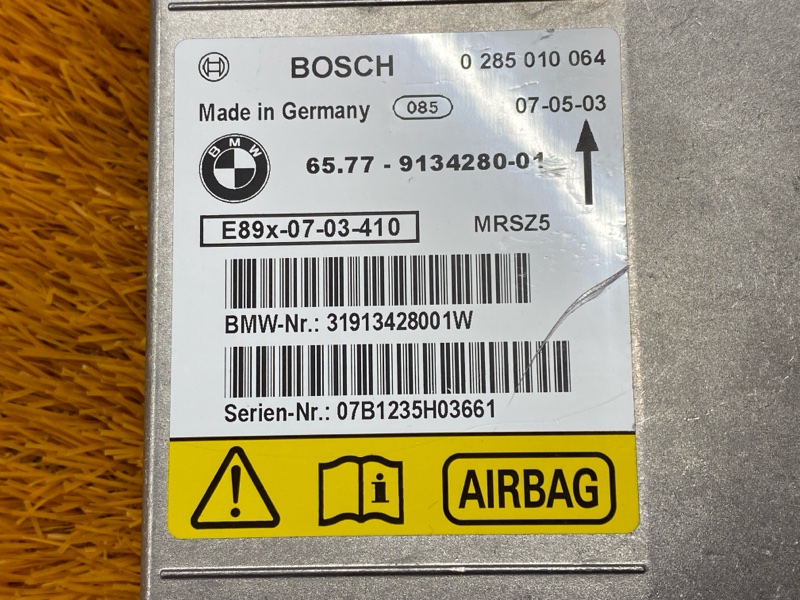 BOSCH 0 285 010 064
Made in Germany 085 07-05-03
BMW
65.77 - 9134280-01
E89x-07-03-410 MRSZ5
BMW-Nr.: 31913428001W
Serien-Nr.: 07B1235H03661
AIRBAG